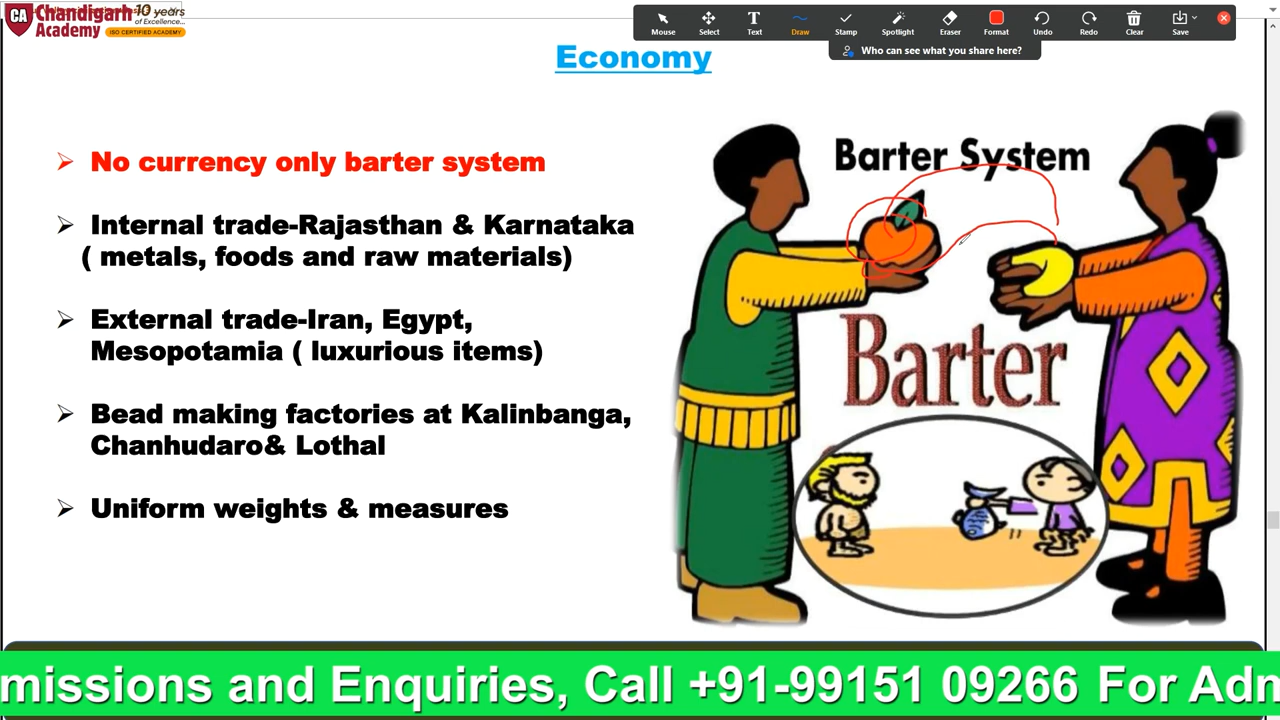 CA
Chandigarh
Academy
10 years
of Excellence...
ISO CERTIFIED ACADEMY
Mouse
Select
Text
Draw
Stamp
Spotlight
Eraser
Format
Undo
Redo
Clear
Save
Who can see what you share here?
Economy
Barter System
➢ No currency only barter system
➢ Internal trade-Rajasthan & Karnataka
( metals, foods and raw materials)
➢ External trade-Iran, Egypt,
Mesopotamia ( luxurious items)
➢ Bead making factories at Kalinbanga,
Chanhudaro& Lothal
➢ Uniform weights & measures
Barter
missions and Enquiries, Call +91-99151 09266 For Adn